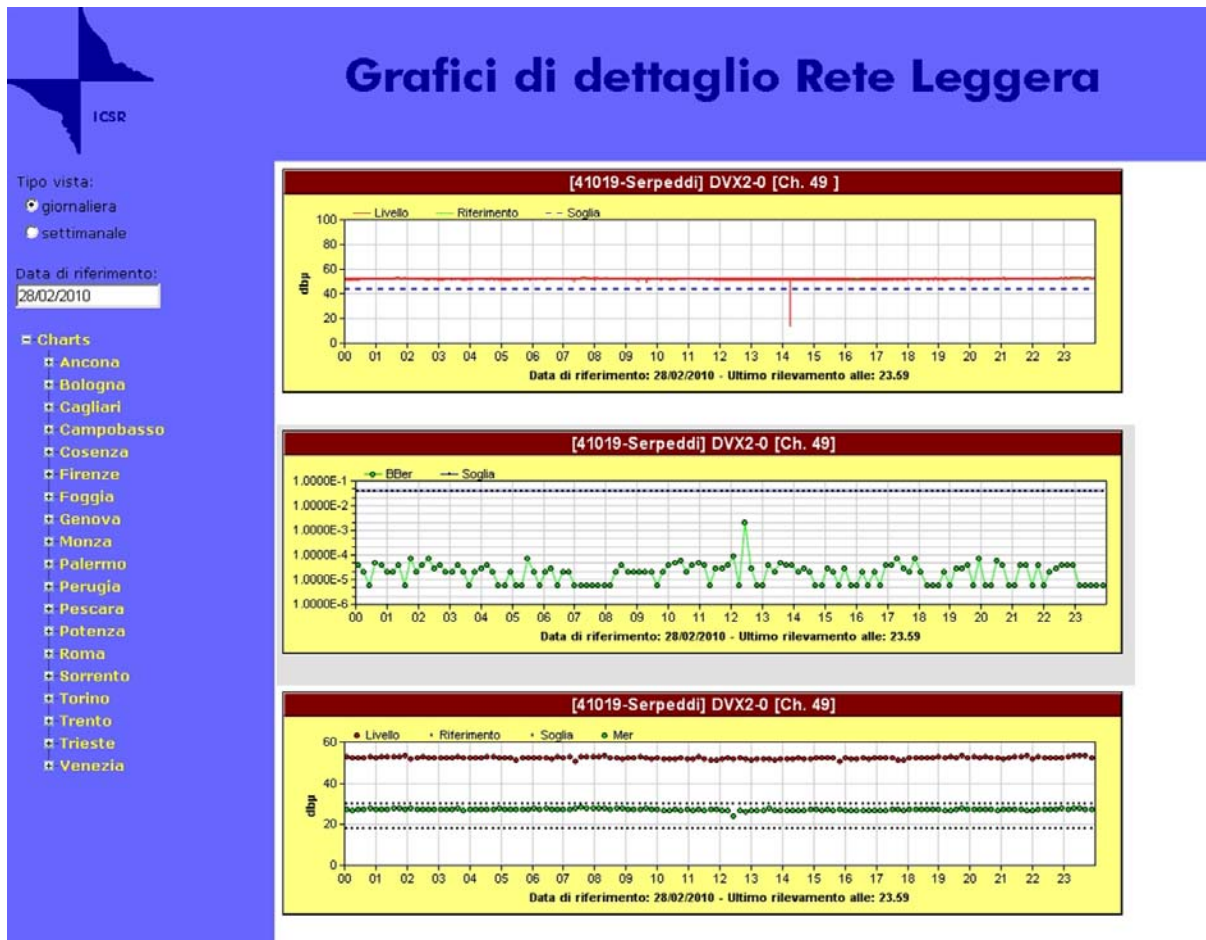 Grafici di dettaglio Rete Leggera
ICSR
Tipo vista:
giornaliera
settimanale
Data di riferimento:
28/02/2010
Charts
Ancona
Bologna
Cagliari
Campobasso
Cosenza
Firenze
Foggia
Genova
Monza
Palermo
Perugia
Pescara
Potenza
Roma
Sorrento
Torino
Trento
Trieste
Venezia
[41019-Serpeddi] DVX2-0 [Ch. 49 ]
Livello Riferimento Soglia
100
80
60
40
20
0
dbµ
00 01 02 03 04 05 06 07 08 09 10 11 12 13 14 15 16 17 18 19 20 21 22 23
Data di riferimento: 28/02/2010 - Ultimo rilevamento alle: 23.59
[41019-Serpeddi] DVX2-0 [Ch. 49]
BBer Soglia
1.0000E-1
1.0000E-2
1.0000E-3
1.0000E-4
1.0000E-5
1.0000E-6
00 01 02 03 04 05 06 07 08 09 10 11 12 13 14 15 16 17 18 19 20 21 22 23
Data di riferimento: 28/02/2010 - Ultimo rilevamento alle: 23.59
[41019-Serpeddi] DVX2-0 [Ch. 49]
Livello Riferimento Soglia Mer
60
40
20
0
dbµ
00 01 02 03 04 05 06 07 08 09 10 11 12 13 14 15 16 17 18 19 20 21 22 23
Data di riferimento: 28/02/2010 - Ultimo rilevamento alle: 23.59